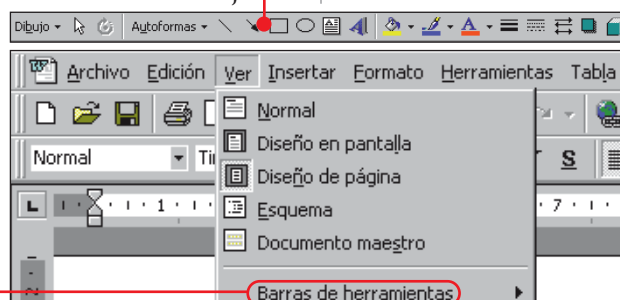 Dibujo Autoformas
Archivo Edición Ver Insertar Formato Herramientas Tabla
Normal
Diseño en pantalla
Normal
Diseño de página
S
1 7
Esquema
Documento maestro
Barras de herramientas
2